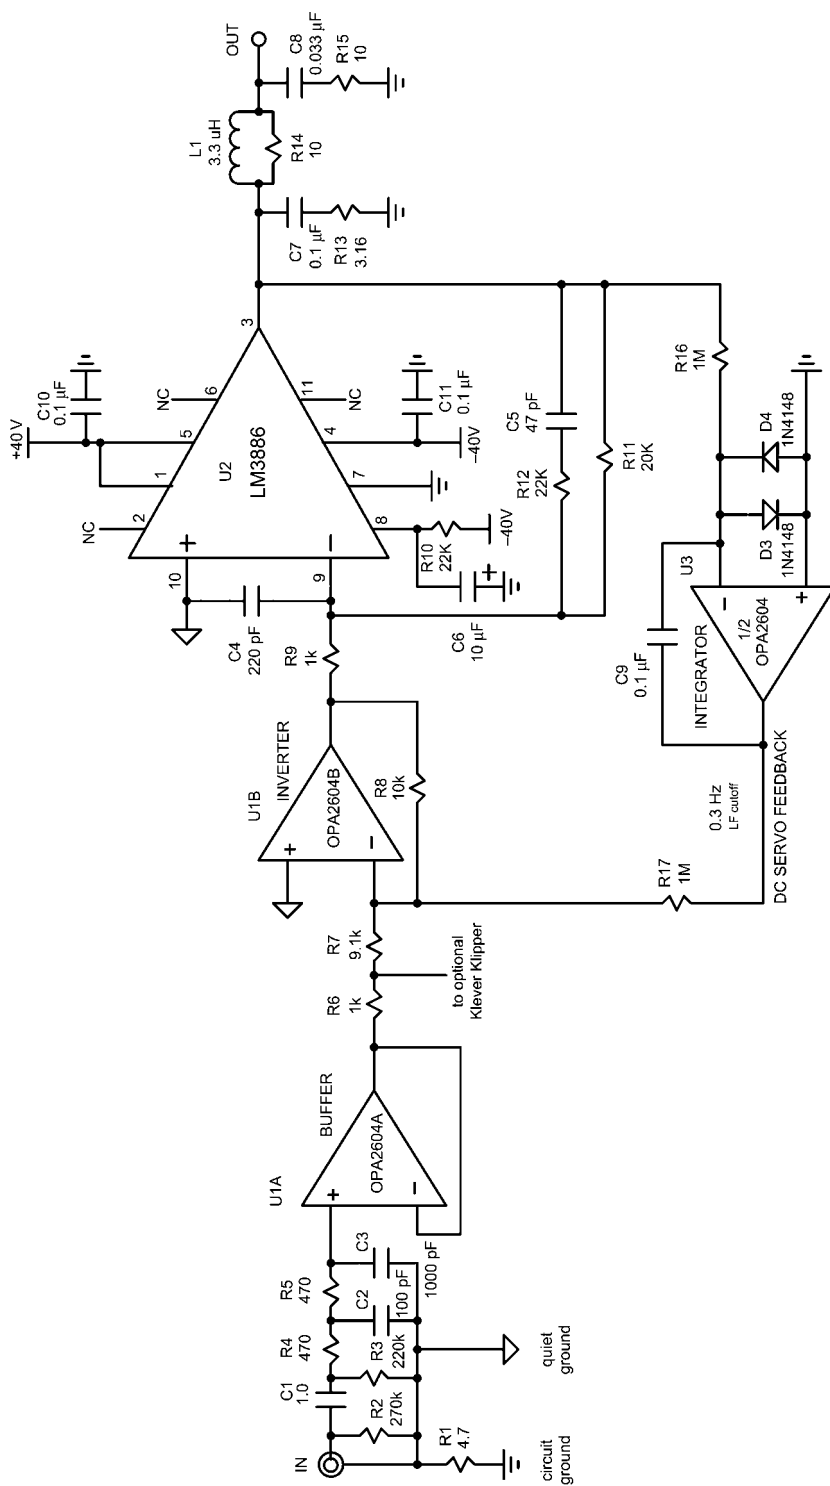 IN
C1
1.0
R2
270k
R1
4.7
circuit
ground
quiet
ground
R3
220k
R4
470
R5
470
C2
100 pF
C3
1000 pF
U1A
BUFFER
+
OPA2604A
−
R6
1k
R7
9.1k
to optional
Klever Klipper
U1B
INVERTER
+
OPA2604B
−
R8
10k
R9
1k
C4
220 pF
10
+
9
−
U2
LM3886
NC
2
1
5
+40V
C10
0.1 µF
NC
6
3
11
NC
4
−40V
C11
0.1 µF
7
8
R10
22K
−40V
C6
10 µF
+
R12
22K
C5
47 pF
R11
20K
C7
0.1 µF
R13
3.16
L1
3.3 uH
R14
10
C8
0.033 µF
R15
10
OUT
R16
1M
D4
1N4148
D3
1N4148
U3
−
+
1/2
OPA2604
INTEGRATOR
C9
0.1 µF
0.3 Hz
LF cutoff
DC SERVO FEEDBACK
R17
1M